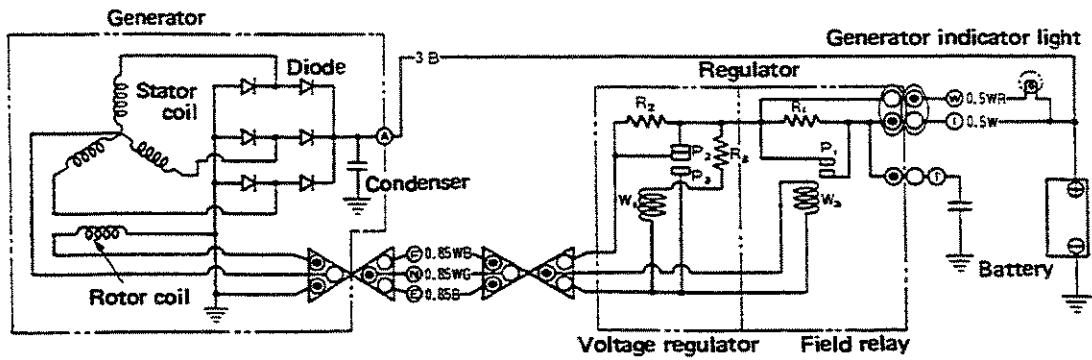 Generator
Generator indicator light
3 B
Diode
Regulator
Stator
coil
R₂
R₁
W 0.5WR
A
I 0.5W
P₂
R₃
P₁
P₃
Condenser
W₂
T
F 0.85WB
N 0.85WG
E 0.85B
Battery
Rotor coil
Voltage regulator
Field relay